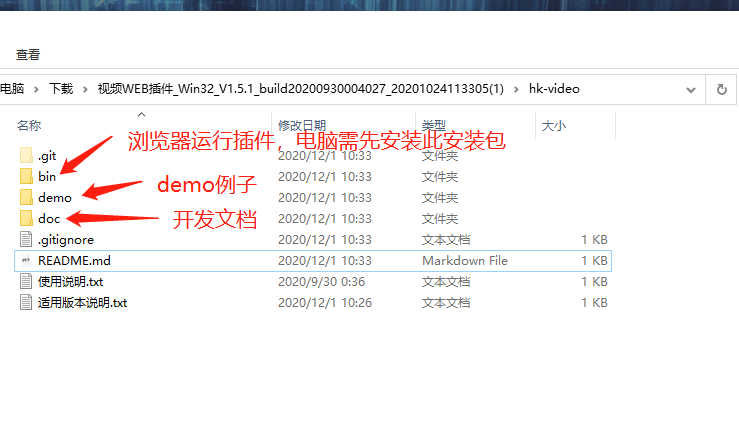 查看
电脑 › 下载 › 视频WEB插件_Win32_V1.5.1_build20200930004027_20201024113305(1) › hk-video
名称 修改日期 类型 大小
浏览器运行插件，电脑需先安装此安装包
.git 2020/12/1 10:33 文件夹
bin 2020/12/1 10:33 文件夹
demo例子
demo 2020/12/1 10:33 文件夹
开发文档
doc 2020/12/1 10:33 文件夹
.gitignore 2020/12/1 10:33 文本文档 1 KB
README.md 2020/12/1 10:33 Markdown File 1 KB
使用说明.txt 2020/9/30 0:36 文本文档 1 KB
适用版本说明.txt 2020/12/1 10:26 文本文档 1 KB